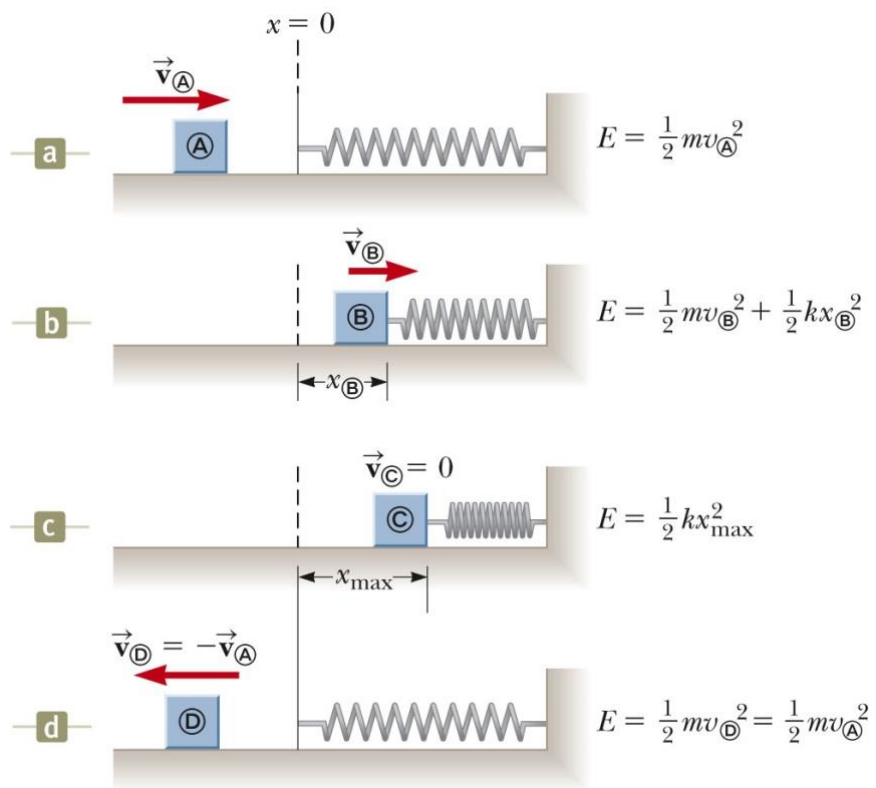 x = 0
v⃗Ⓐ
a
Ⓐ
E = 1/2 mvⒶ²
v⃗Ⓑ
b
Ⓑ
E = 1/2 mvⒷ² + 1/2 kxⒷ²
xⒷ
v⃗Ⓒ = 0
c
Ⓒ
E = 1/2 kx²max
xmax
v⃗Ⓓ = −v⃗Ⓐ
d
Ⓓ
E = 1/2 mvⒹ² = 1/2 mvⒶ²